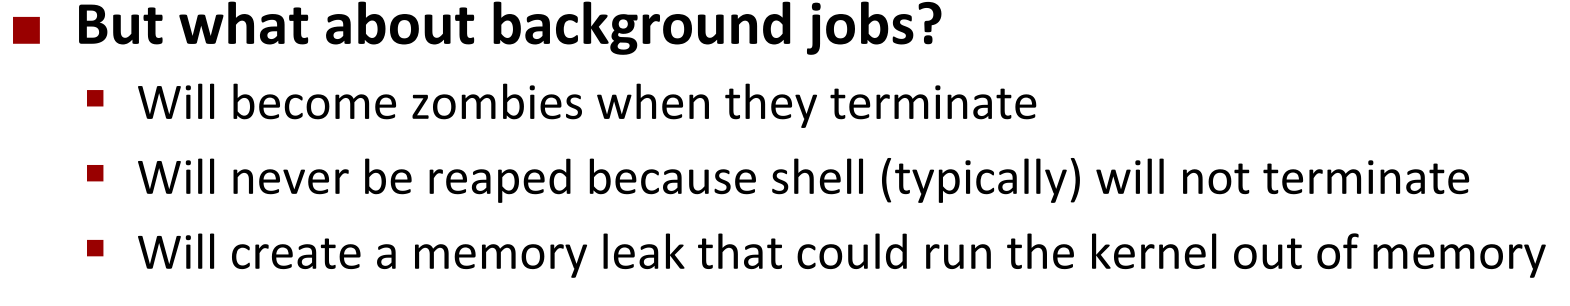 But what about background jobs?
Will become zombies when they terminate
Will never be reaped because shell (typically) will not terminate
Will create a memory leak that could run the kernel out of memory